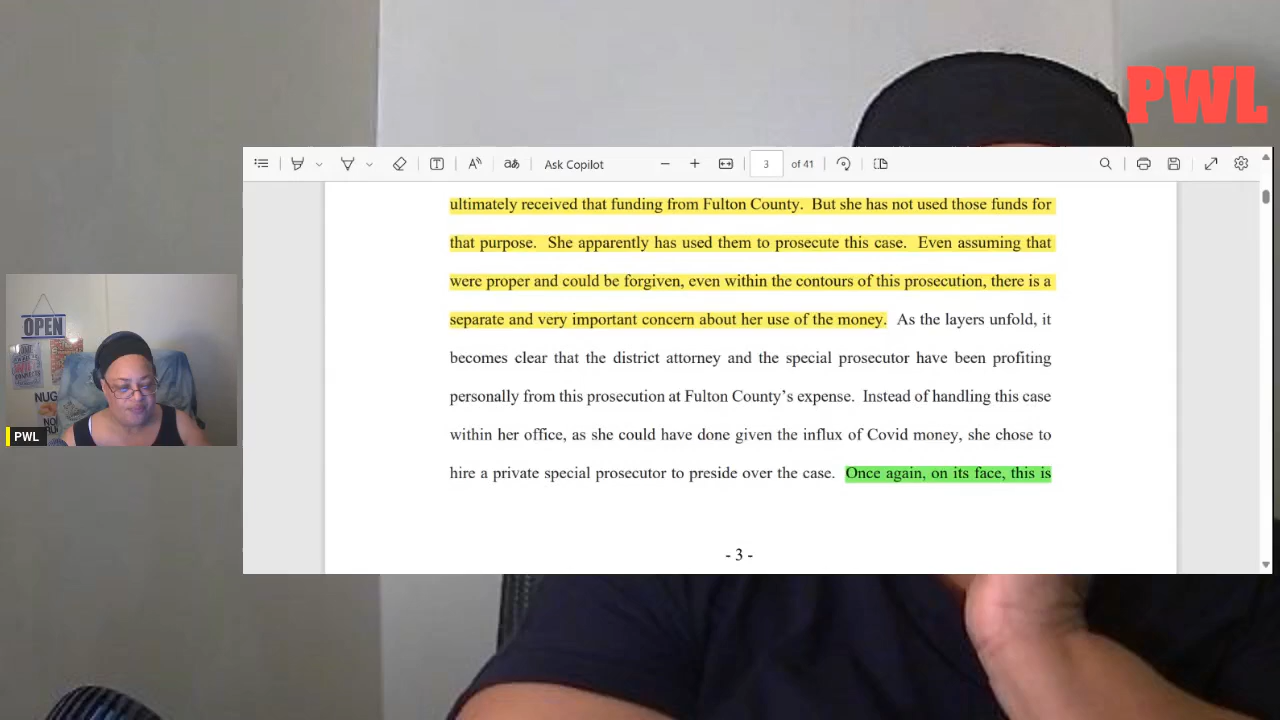 PWL
Ask Copilot
3 of 41
ultimately received that funding from Fulton County. But she has not used those funds for
that purpose. She apparently has used them to prosecute this case. Even assuming that
were proper and could be forgiven, even within the contours of this prosecution, there is a
separate and very important concern about her use of the money. As the layers unfold, it
becomes clear that the district attorney and the special prosecutor have been profiting
personally from this prosecution at Fulton County's expense. Instead of handling this case
within her office, as she could have done given the influx of Covid money, she chose to
hire a private special prosecutor to preside over the case. Once again, on its face, this is
- 3 -
OPEN
NUG
NO
PWL